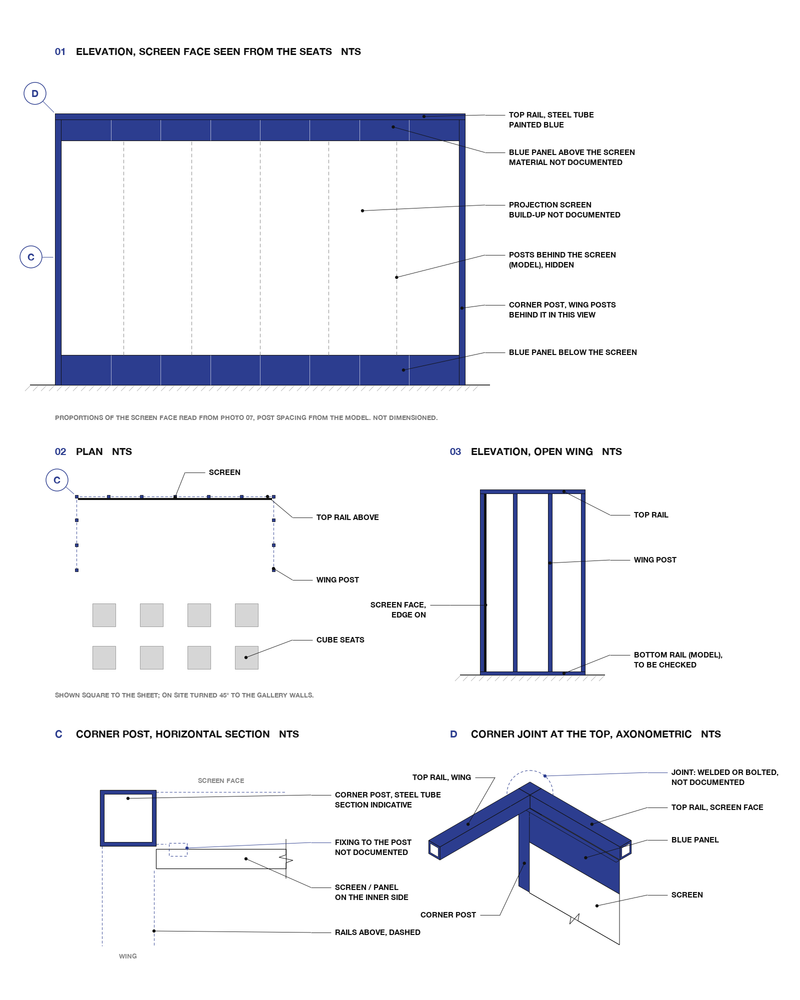 01 ELEVATION, SCREEN FACE SEEN FROM THE SEATS NTS
D
TOP RAIL, STEEL TUBE
PAINTED BLUE
BLUE PANEL ABOVE THE SCREEN
MATERIAL NOT DOCUMENTED
PROJECTION SCREEN
BUILD-UP NOT DOCUMENTED
C
POSTS BEHIND THE SCREEN
(MODEL), HIDDEN
CORNER POST, WING POSTS
BEHIND IT IN THIS VIEW
BLUE PANEL BELOW THE SCREEN
PROPORTIONS OF THE SCREEN FACE READ FROM PHOTO 07, POST SPACING FROM THE MODEL. NOT DIMENSIONED.
02 PLAN NTS
C
SCREEN
TOP RAIL ABOVE
WING POST
CUBE SEATS
SHOWN SQUARE TO THE SHEET; ON SITE TURNED 45° TO THE GALLERY WALLS.
03 ELEVATION, OPEN WING NTS
TOP RAIL
WING POST
SCREEN FACE,
EDGE ON
BOTTOM RAIL (MODEL),
TO BE CHECKED
C CORNER POST, HORIZONTAL SECTION NTS
SCREEN FACE
CORNER POST, STEEL TUBE
SECTION INDICATIVE
FIXING TO THE POST
NOT DOCUMENTED
SCREEN / PANEL
ON THE INNER SIDE
RAILS ABOVE, DASHED
WING
D CORNER JOINT AT THE TOP, AXONOMETRIC NTS
TOP RAIL, WING
JOINT: WELDED OR BOLTED,
NOT DOCUMENTED
TOP RAIL, SCREEN FACE
BLUE PANEL
SCREEN
CORNER POST